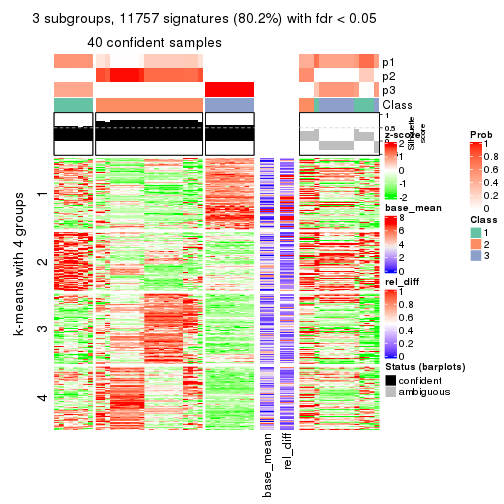 3 subgroups, 11757 signatures (80.2%) with fdr < 0.05
40 confident samples
p1
p2
p3
Class
1
0.5
0
Silhouette
score
k-means with 4 groups
1
2
3
4
base_mean
rel_diff
z-score
2
1
0
-1
-2
base_mean
8
6
4
2
0
rel_diff
1
0.8
0.6
0.4
0.2
0
Status (barplots)
confident
ambiguous
Prob
1
0.8
0.6
0.4
0.2
0
Class
1
2
3